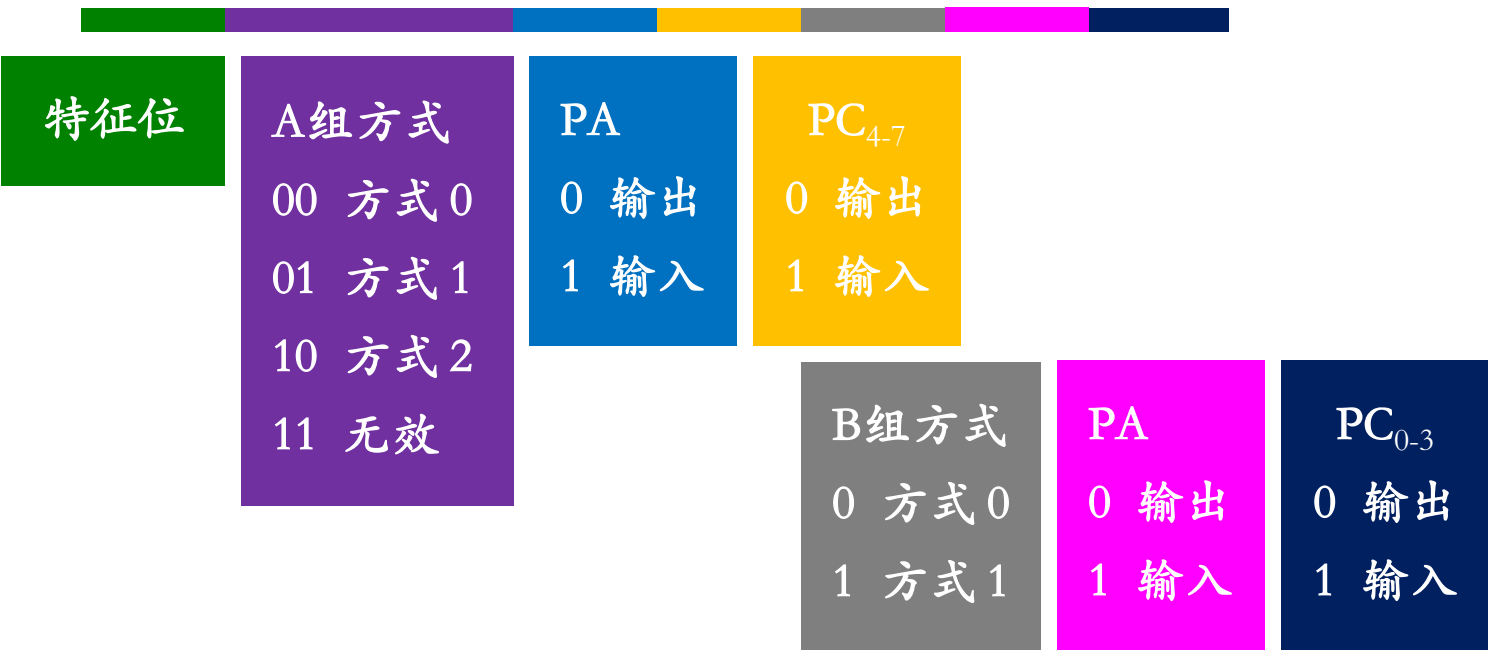 特征位
A组方式
00 方式0
01 方式1
10 方式2
11 无效
PA
0 输出
1 输入
PC4-7
0 输出
1 输入
B组方式
0 方式0
1 方式1
PA
0 输出
1 输入
PC0-3
0 输出
1 输入